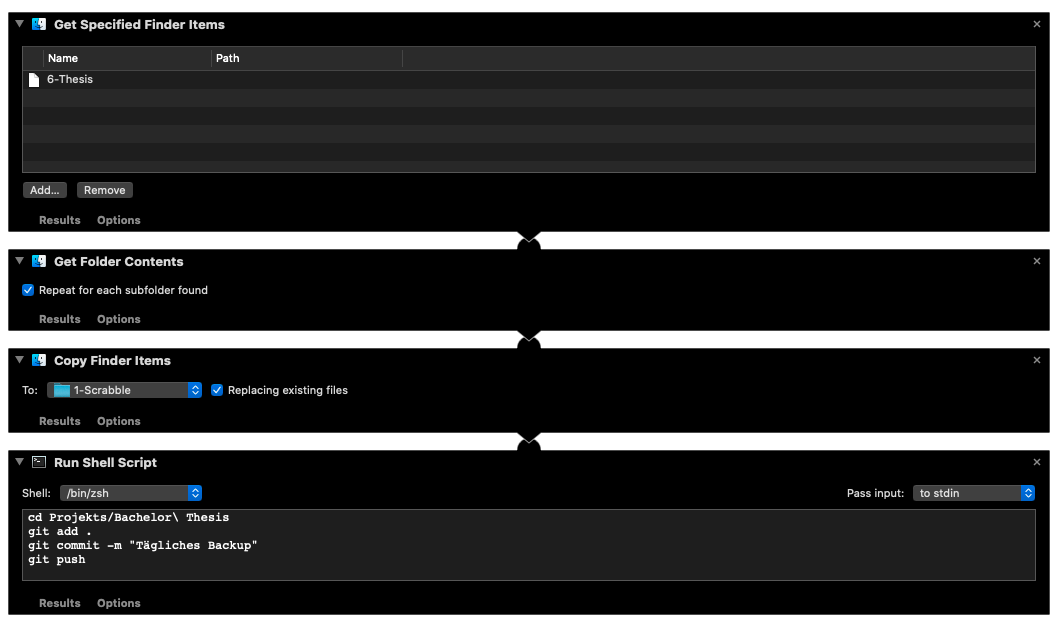 Get Specified Finder Items
Name Path
6-Thesis
Add... Remove
Results Options
Get Folder Contents
Repeat for each subfolder found
Results Options
Copy Finder Items
To: 1-Scrabble Replacing existing files
Results Options
Run Shell Script
Shell: /bin/zsh Pass input: to stdin
cd Projekts/Bachelor\ Thesis
git add .
git commit -m "Tägliches Backup"
git push
Results Options